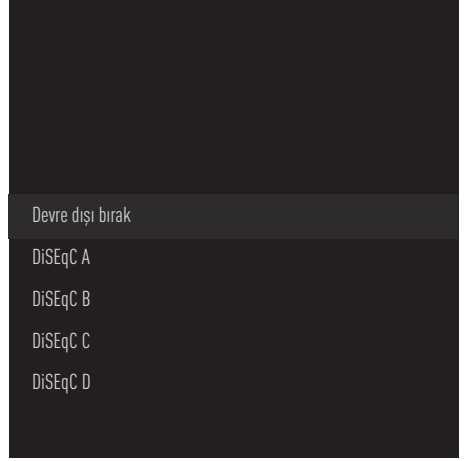 Devre dışı bırak
DiSEqC A
DiSEqC B
DiSEqC C
DiSEqC D